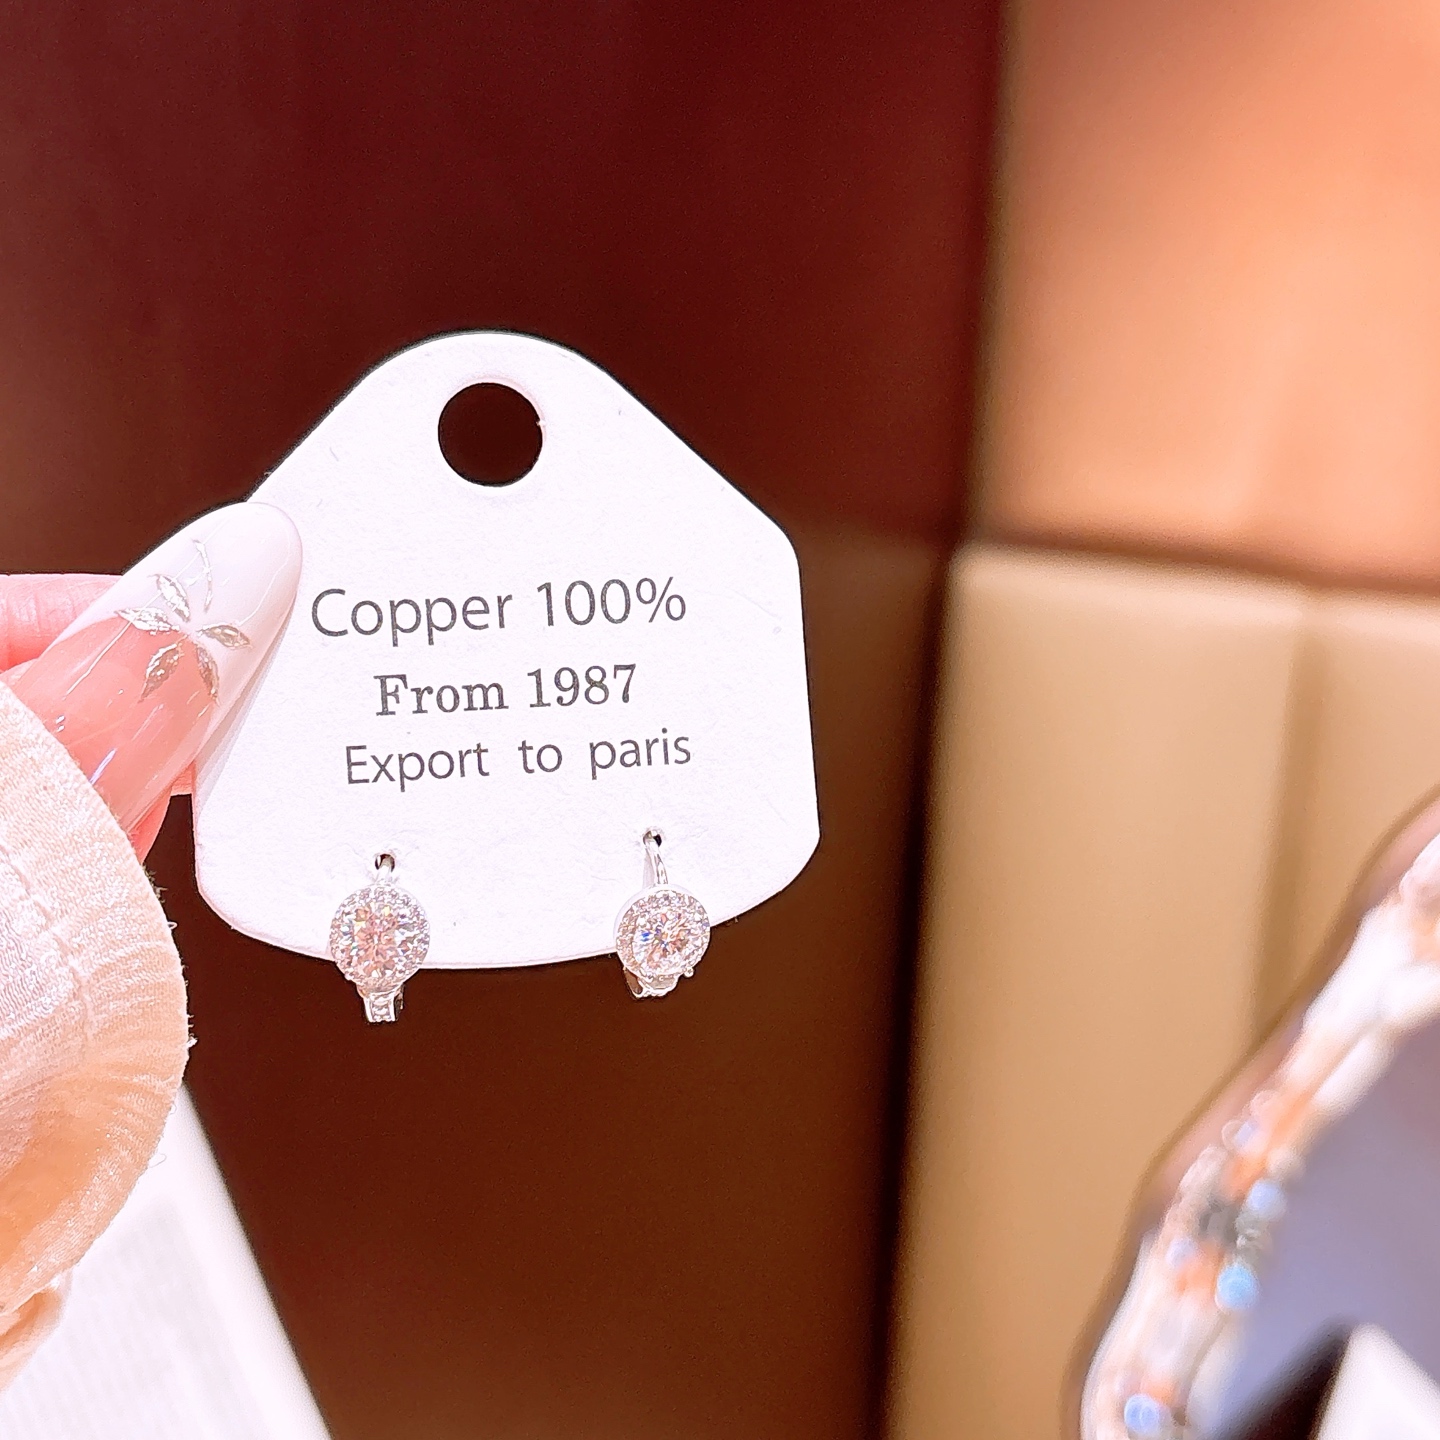 Copper 100%
From 1987
Export to paris